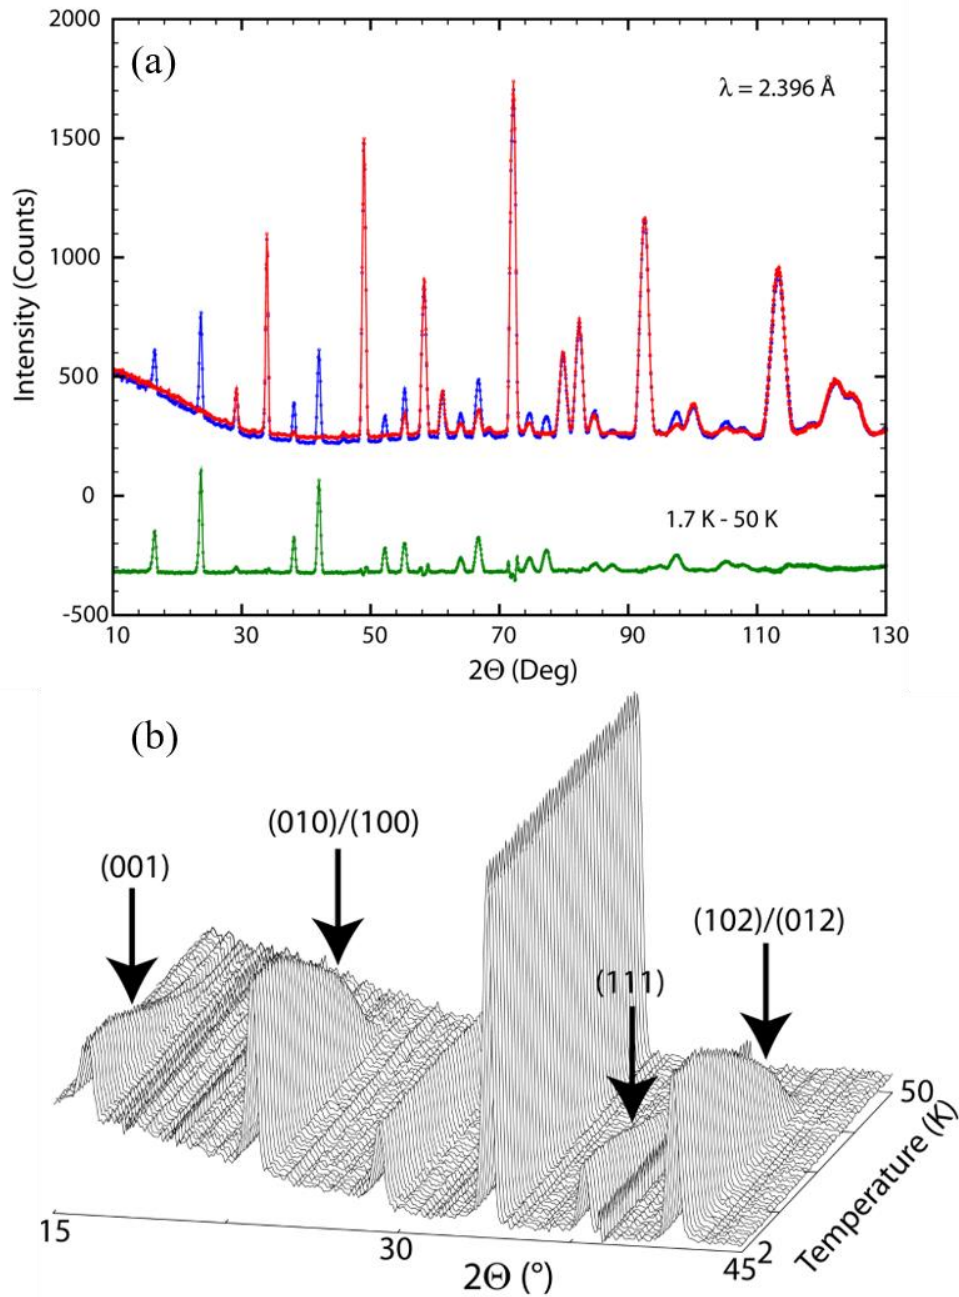 (a)
λ = 2.396 Å
2000
1500
1000
500
0
-500
Intensity (Counts)
1.7 K - 50 K
10 30 50 70 90 110 130
2Θ (Deg)
(b)
(010)/(100)
(001)
(102)/(012)
(111)
50
Temperature (K)
2
15 30 45
2Θ (°)